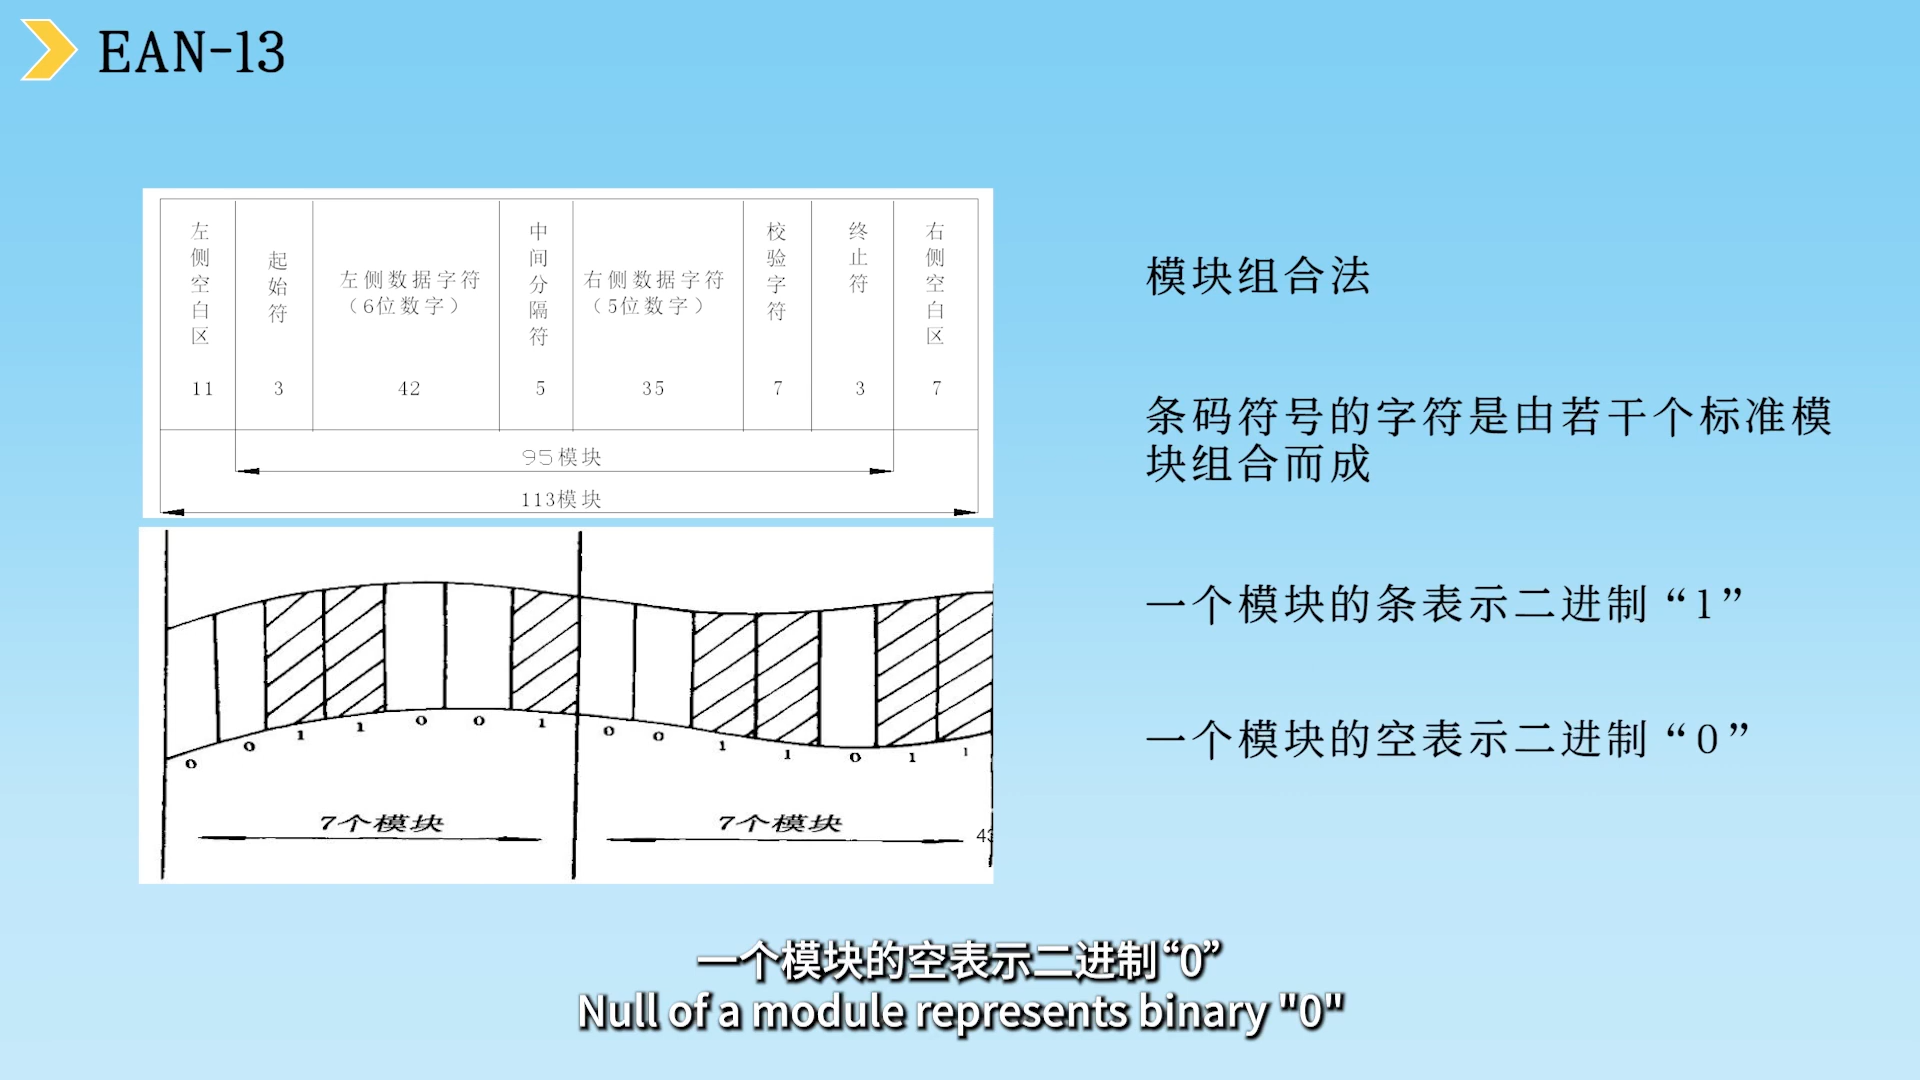 EAN-13
左侧空白区
起始符
左侧数据字符
（6位数字）
中间分隔符
右侧数据字符
（5位数字）
校验字符
终止符
右侧空白区
11 3 42 5 35 7 3 7
95模块
113模块
0 0 1 1 0 0 1 0 0 1 1 0 1 1
7个模块 7个模块
43
模块组合法
条码符号的字符是由若干个标准模
块组合而成
一个模块的条表示二进制“1”
一个模块的空表示二进制“0”
一个模块的空表示二进制“0”
Null of a module represents binary "0"